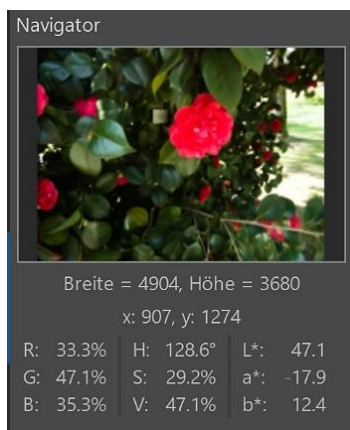 Navigator
Breite = 4904, Höhe = 3680
x: 907, y: 1274
R: 33.3% H: 128.6° L*: 47.1
G: 47.1% S: 29.2% a*: -17.9
B: 35.3% V: 47.1% b*: 12.4